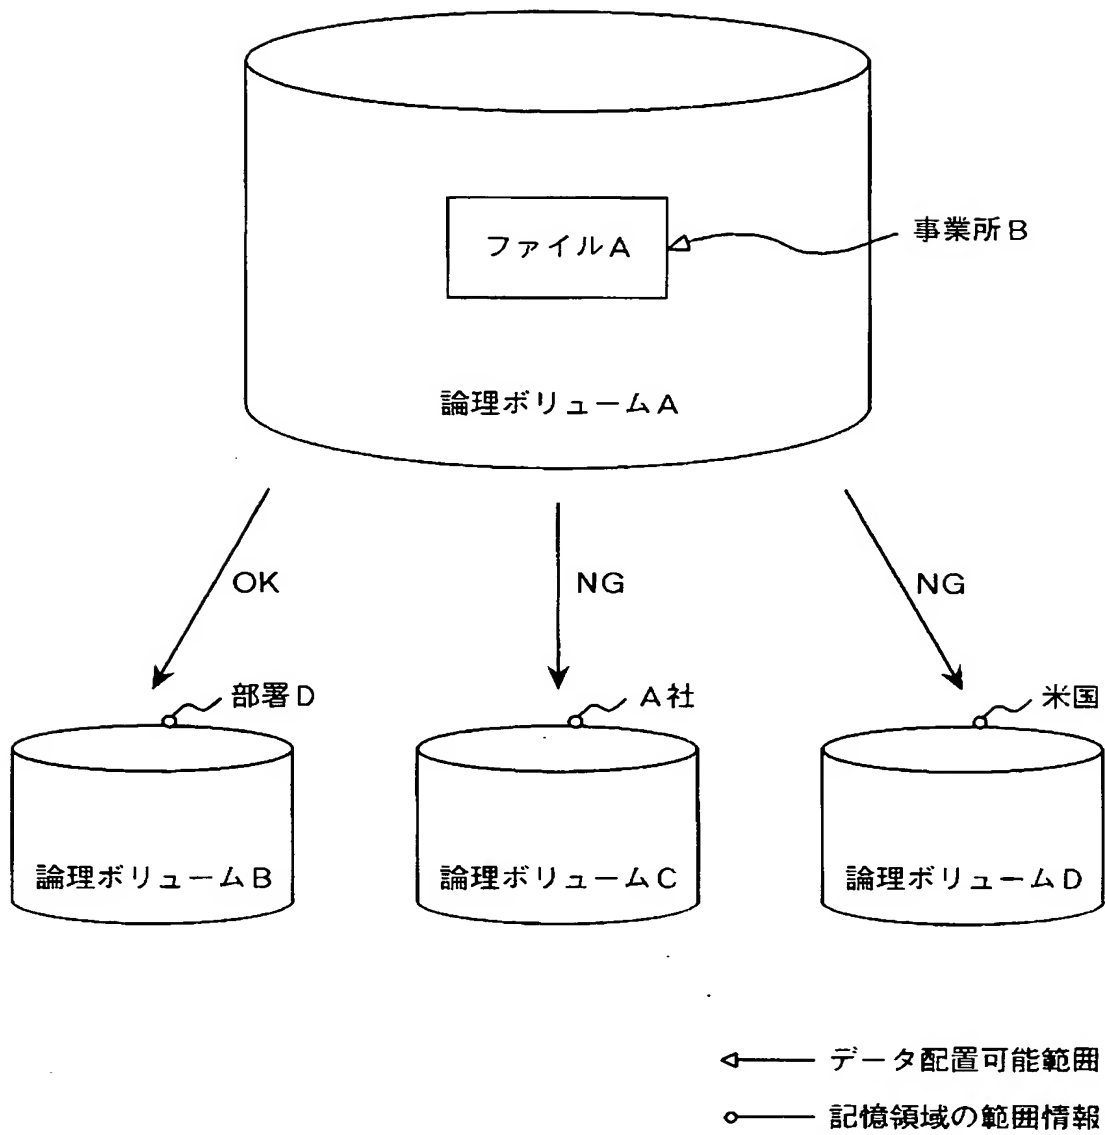 ファイルA
事業所B
論理ボリュームA
OK
NG
NG
部署D
A社
米国
論理ボリュームB
論理ボリュームC
論理ボリュームD
データ配置可能範囲
記憶領域の範囲情報